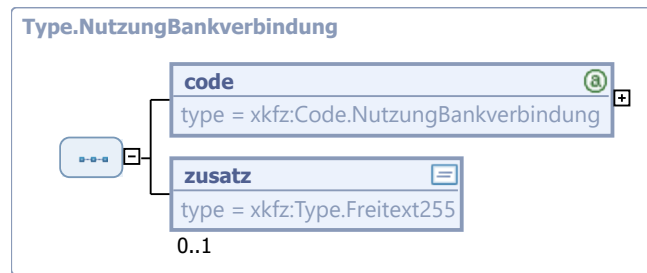 Type.NutzungBankverbindung
code
type = xkfz:Code.NutzungBankverbindung
zusatz
type = xkfz:Type.Freitext255
0..1